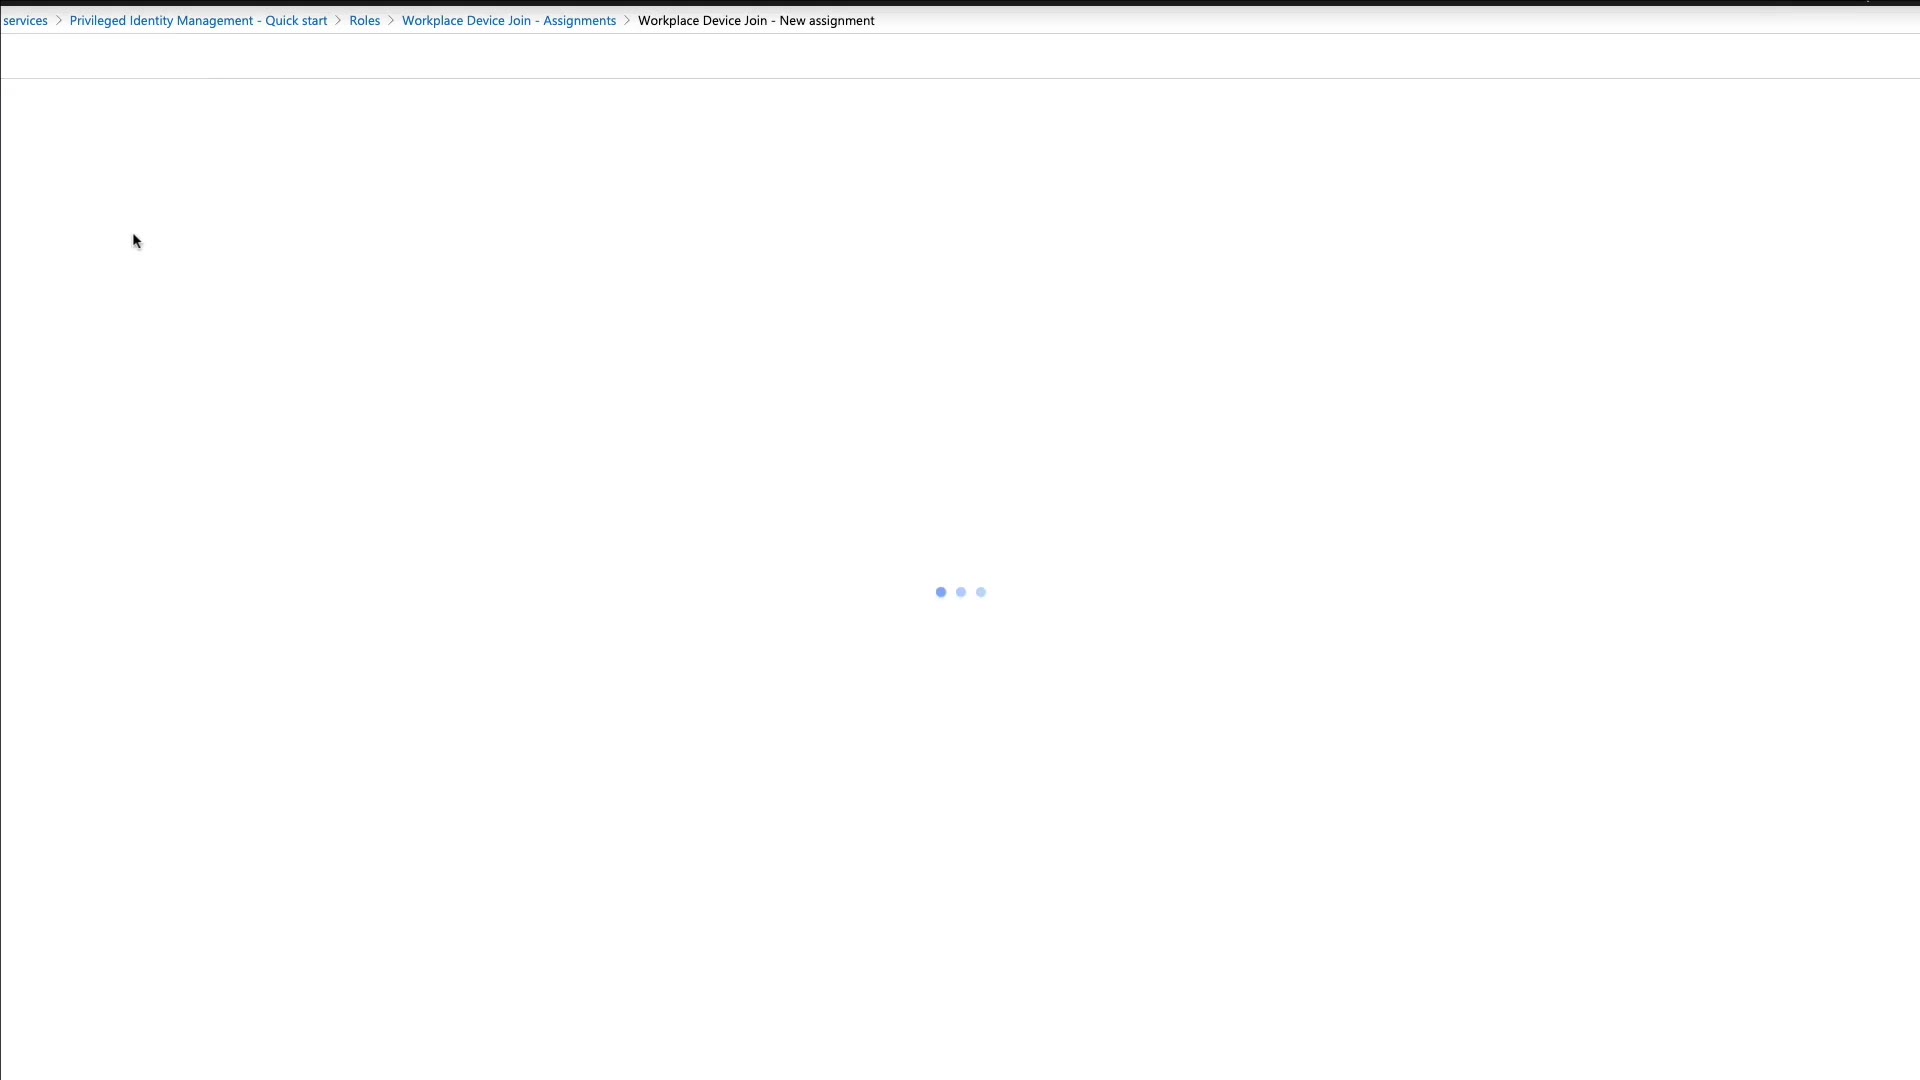 services > Privileged Identity Management - Quick start > Roles > Workplace Device Join - Assignments > Workplace Device Join - New assignment